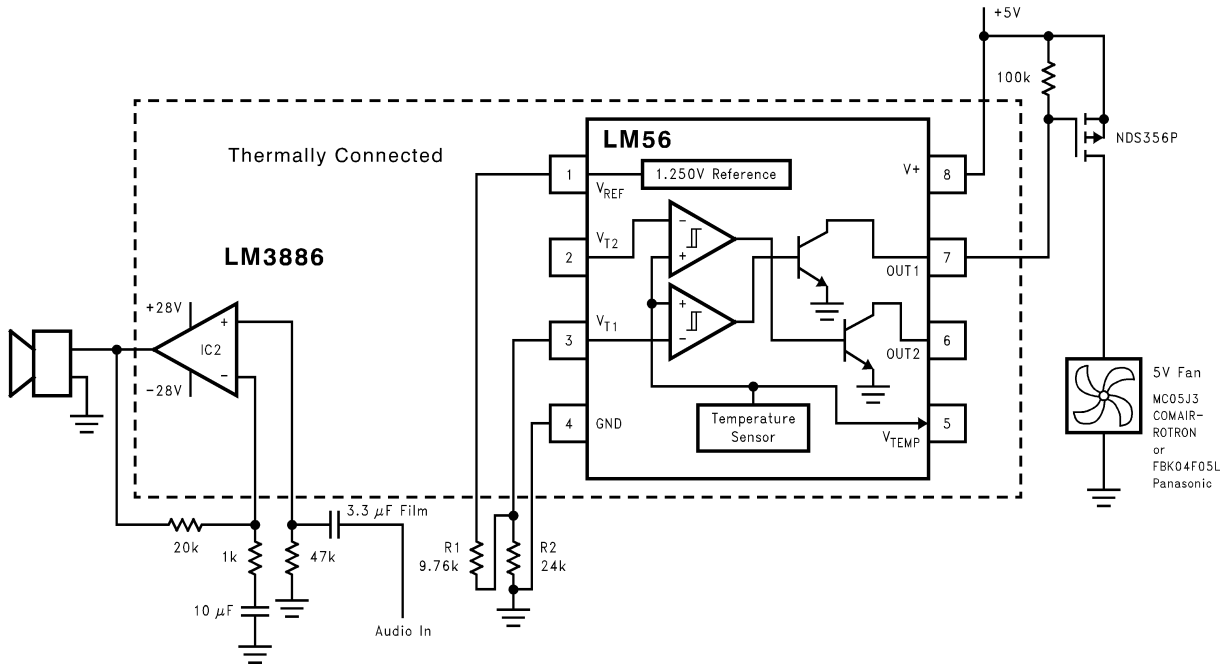 +5V
100k
NDS356P
Thermally Connected
LM56
1
V_REF
1.250V Reference
V+
8
2
V_T2
−
+
OUT1
7
LM3886
3
V_T1
+
−
OUT2
6
+28V
+
IC2
−
−28V
4
GND
Temperature
Sensor
V_TEMP
5
5V Fan
MC05J3
COMAIR-
ROTRON
or
FBK04F05L
Panasonic
3.3 μF Film
20k
1k
47k
R1
9.76k
R2
24k
10 μF
Audio In